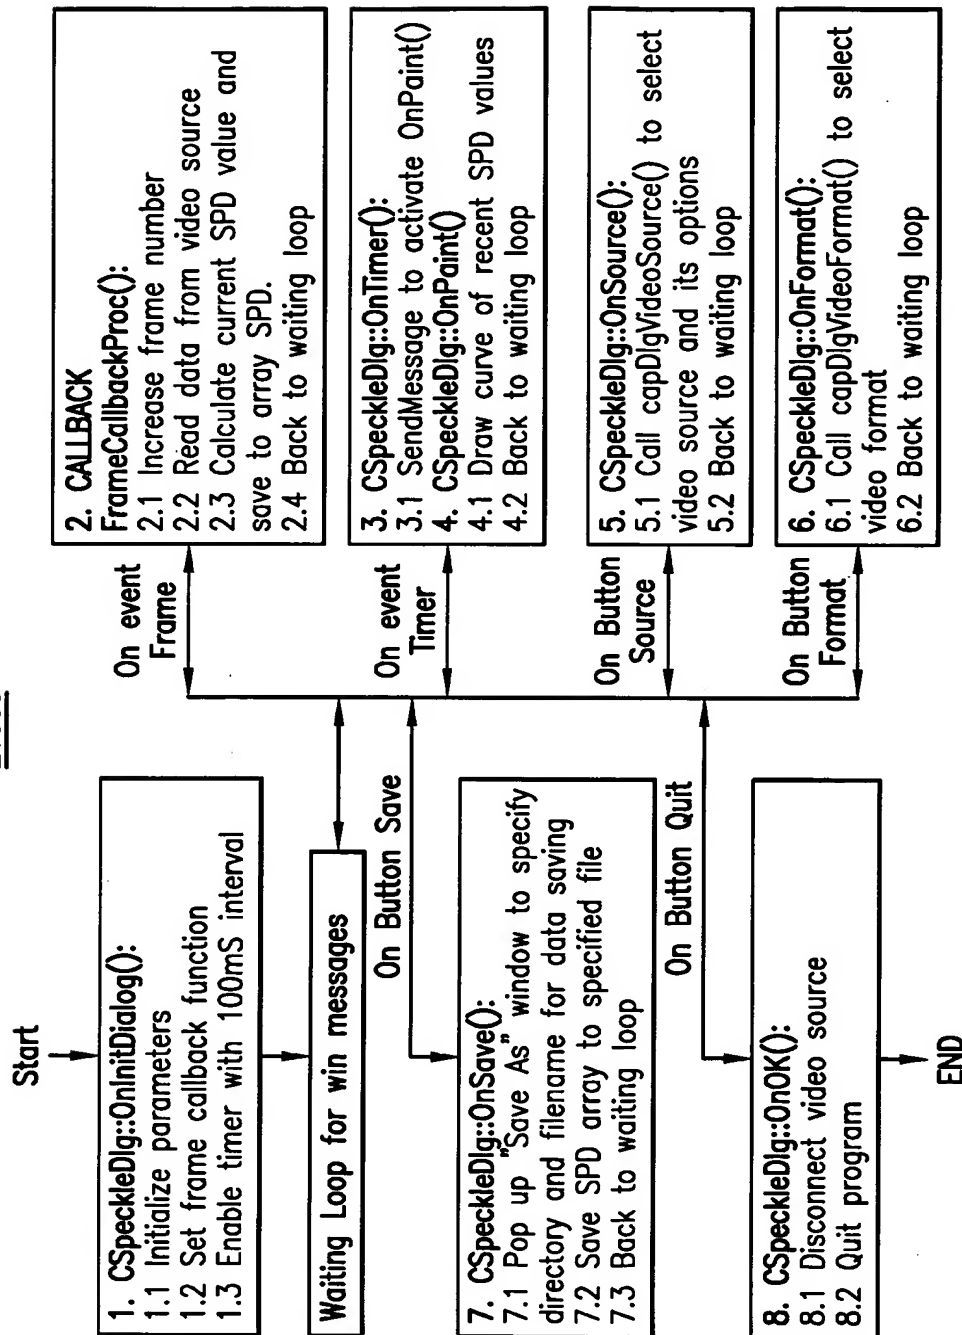 Start
1. CSpeckleDlg::OnInitDialog():
1.1 Initialize parameters
1.2 Set frame callback function
1.3 Enable timer with 100mS interval
Waiting Loop for win messages
On Button Save
7. CSpeckleDlg::OnSave():
7.1 Pop up "Save As" window to specify
directory and filename for data saving
7.2 Save SPD array to specified file
7.3 Back to waiting loop
On Button Quit
8. CSpeckleDlg::OnOK():
8.1 Disconnect video source
8.2 Quit program
END
On event
Frame
2. CALLBACK
FrameCallbackProc():
2.1 Increase frame number
2.2 Read data from video source
2.3 Calculate current SPD value and
save to array SPD.
2.4 Back to waiting loop
On event
Timer
3. CSpeckleDlg::OnTimer():
3.1 SendMessage to activate OnPaint()
4. CSpeckleDlg::OnPaint()
4.1 Draw curve of recent SPD values
4.2 Back to waiting loop
On Button
Source
5. CSpeckleDlg::OnSource():
5.1 Call capDlgVideoSource() to select
video source and its options
5.2 Back to waiting loop
On Button
Format
6. CSpeckleDlg::OnFormat():
6.1 Call capDlgVideoFormat() to select
video format
6.2 Back to waiting loop